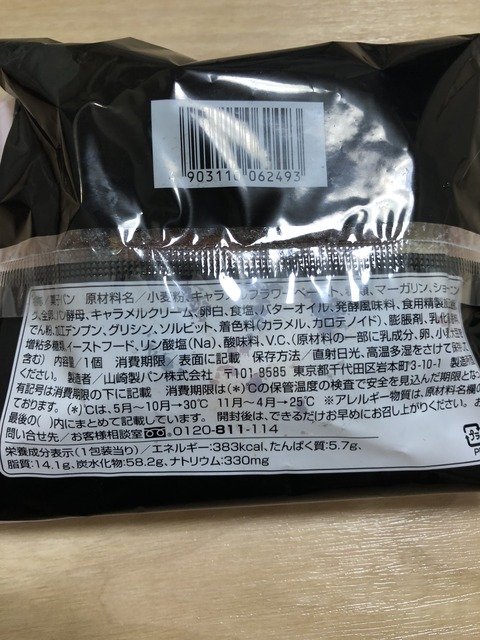 903110 062493
菓子パン 原材料名／小麦粉、キャラメルフラワーペースト、糖類、マーガリン、ショートニン
グ、全卵、パン酵母、キャラメルクリーム、卵白、食塩、バターオイル、発酵風味料、食用精製加工油脂、
でん粉、加工デンプン、グリシン、ソルビット、着色料(カラメル、カロテノイド)、膨脹剤、乳化剤、
増粘多糖類、イーストフード、リン酸塩(Na)、酸味料、V.C、(原材料の一部に乳成分、卵、小麦、
含む) 内容量／1個 消費期限 表面に記載 保存方法／直射日光、高温多湿をさけて保存
ください。 製造者／山崎製パン株式会社 〒101-8585 東京都千代田区岩本町3-10-1 製造所
有記号は消費期限の下に記載 消費期限は(＊)℃の保管温度の検査で安全を見込んだ期限となっ
ております。(＊)℃は、5月〜10月→30℃ 11月〜4月→25℃ ※アレルギー物質は、原材料名欄の
最後の( )内にまとめて記載しています。 開封後は、できるだけお早めにお召し上がりください。
問い合せ先／お客様相談室 0120-811-114
栄養成分表示(1包装当り)／エネルギー:383kcal、たんぱく質:5.7g、
脂質:14.1g、炭水化物:58.2g、ナトリウム:330mg
プラ